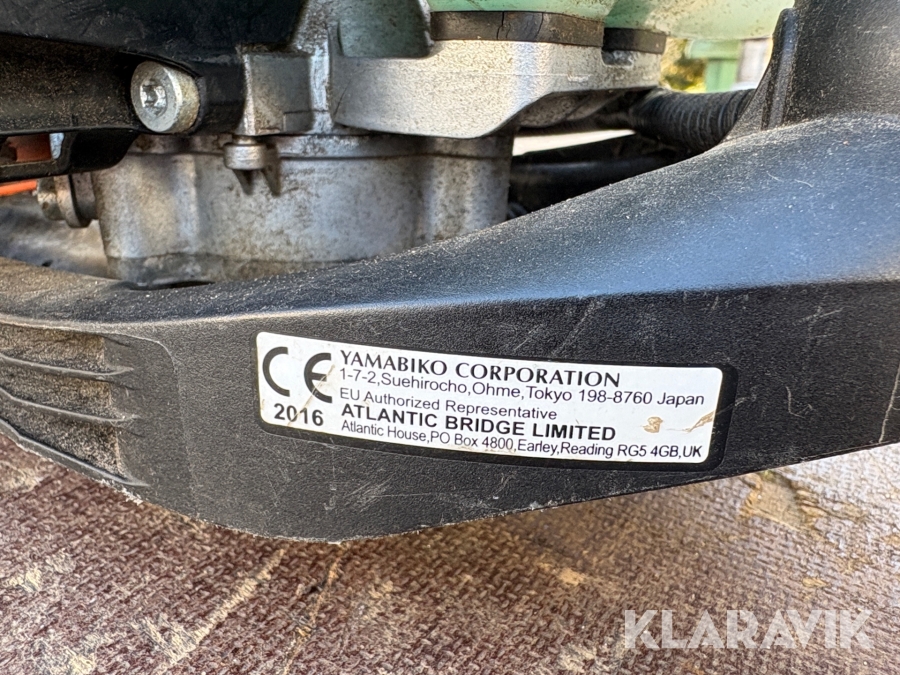 CE YAMABIKO CORPORATION
1-7-2,Suehirocho,Ohme,Tokyo 198-8760 Japan
EU Authorized Representative
2016 ATLANTIC BRIDGE LIMITED
Atlantic House,PO Box 4800,Earley,Reading RG5 4GB,UK
KLARAVIK